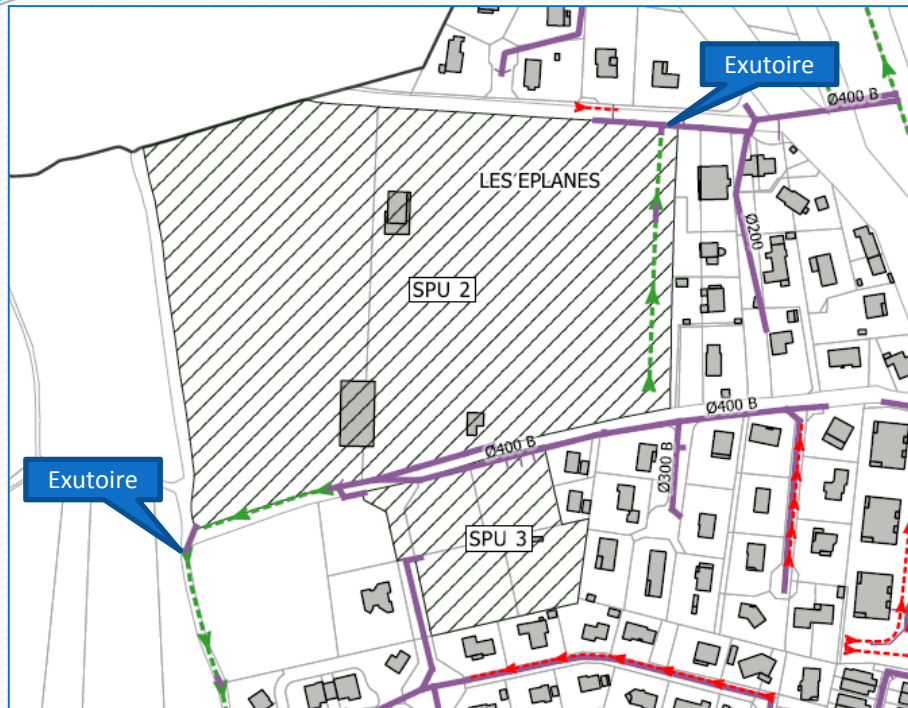 Exutoire
Ø400 B
LES EPLANES
Ø200
SPU 2
Ø400 B
Ø400 B
Ø300 B
Exutoire
SPU 3